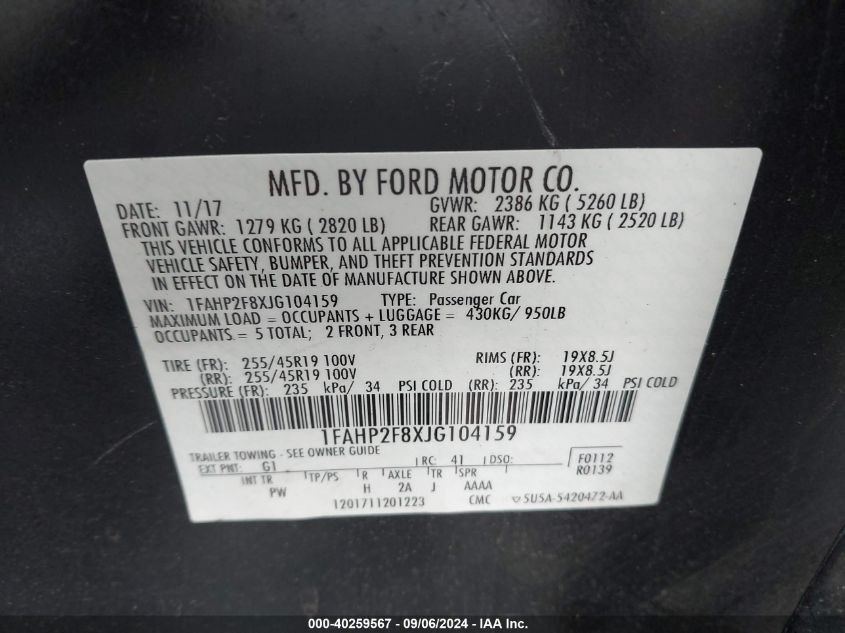 MFD. BY FORD MOTOR CO.
DATE: 11/17 GVWR: 2386 KG ( 5260 LB)
FRONT GAWR: 1279 KG ( 2820 LB) REAR GAWR: 1143 KG ( 2520 LB)
THIS VEHICLE CONFORMS TO ALL APPLICABLE FEDERAL MOTOR
VEHICLE SAFETY, BUMPER, AND THEFT PREVENTION STANDARDS
IN EFFECT ON THE DATE OF MANUFACTURE SHOWN ABOVE.
VIN: 1FAHP2F8XJG104159 TYPE: Passenger Car
MAXIMUM LOAD = OCCUPANTS + LUGGAGE = 430KG/ 950LB
OCCUPANTS = 5 TOTAL; 2 FRONT, 3 REAR
TIRE (FR): 255/45R19 100V RIMS (FR): 19X8.5J
(RR): 255/45R19 100V (RR): 19X8.5J
PRESSURE (FR): 235 kPa/ 34 PSI COLD (RR): 235 kPa/ 34 PSI COLD
1FAHP2F8XJG104159
TRAILER TOWING - SEE OWNER GUIDE
EXT PNT: G1 RC: 41 DSO: F0112
INT TR TP/PS R AXLE TR SPR R0139
PW H 2A J AAAA
1201711201223 CMC 5U5A-5420472-AA
000-40259567 - 09/06/2024 - IAA Inc.